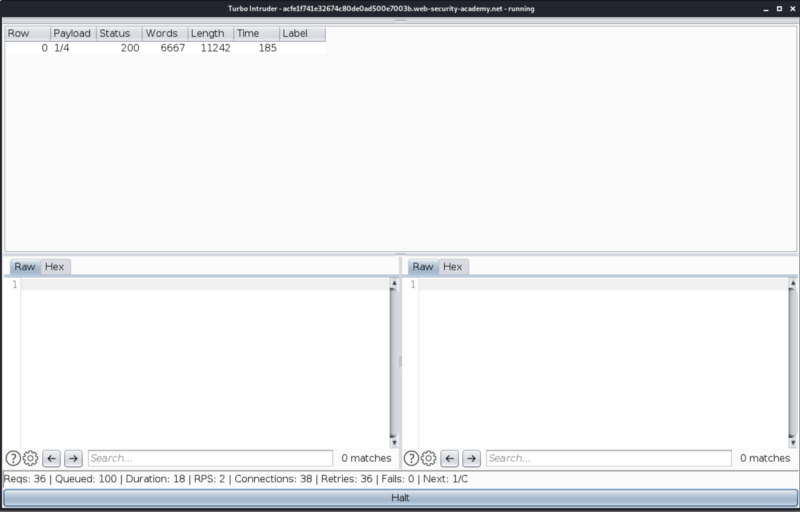 Turbo Intruder - acfe1f741e32674c80de0ad500e7003b.web-security-academy.net - running
Row Payload Status Words Length Time Label
0 1/4 200 6667 11242 185
Raw Hex
1
Search...
0 matches
Raw Hex
1
Search...
0 matches
Reqs: 36 | Queued: 100 | Duration: 18 | RPS: 2 | Connections: 38 | Retries: 36 | Fails: 0 | Next: 1/C
Halt